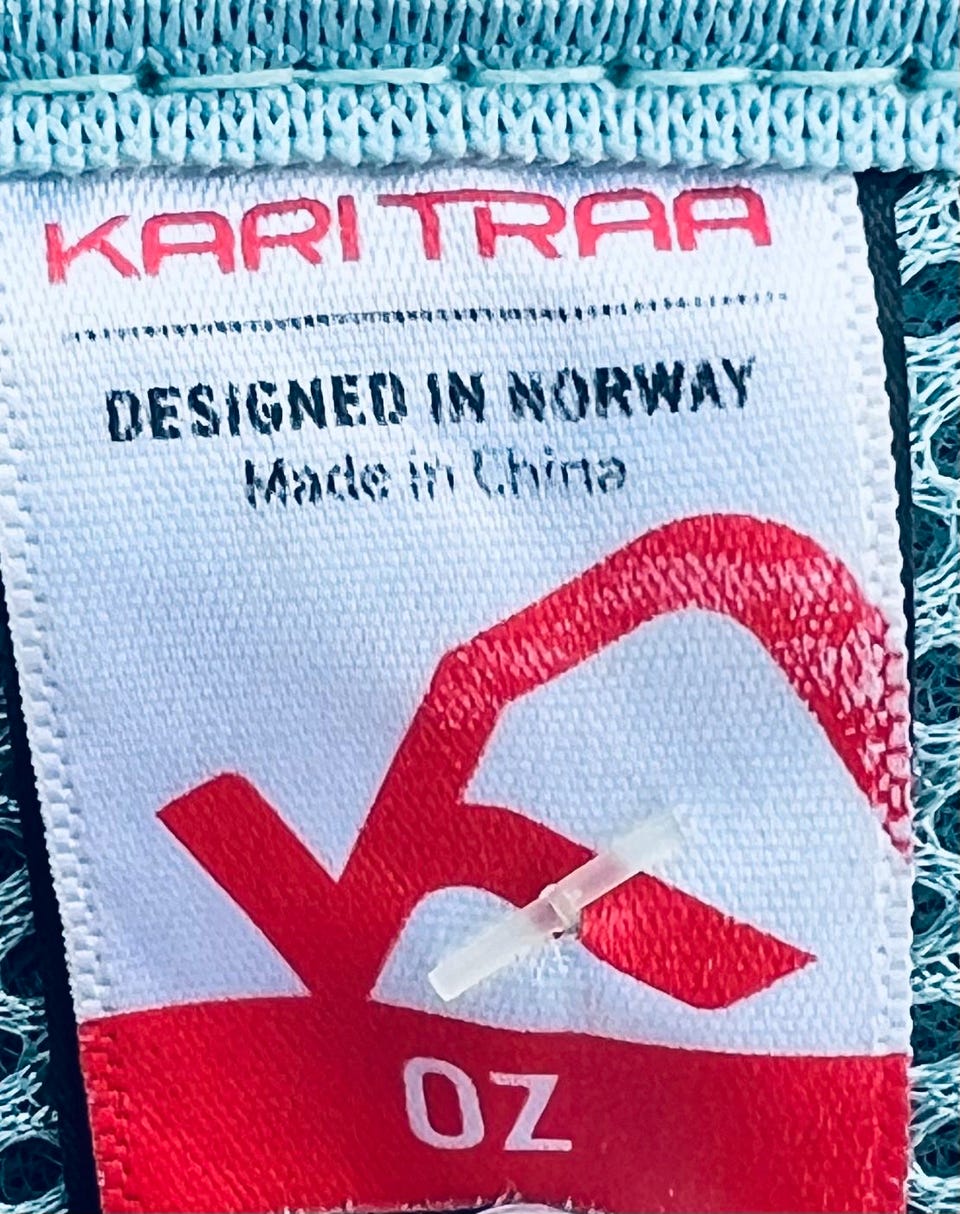 KARI TRAA
DESIGNED IN NORWAY
Made in China
OZ